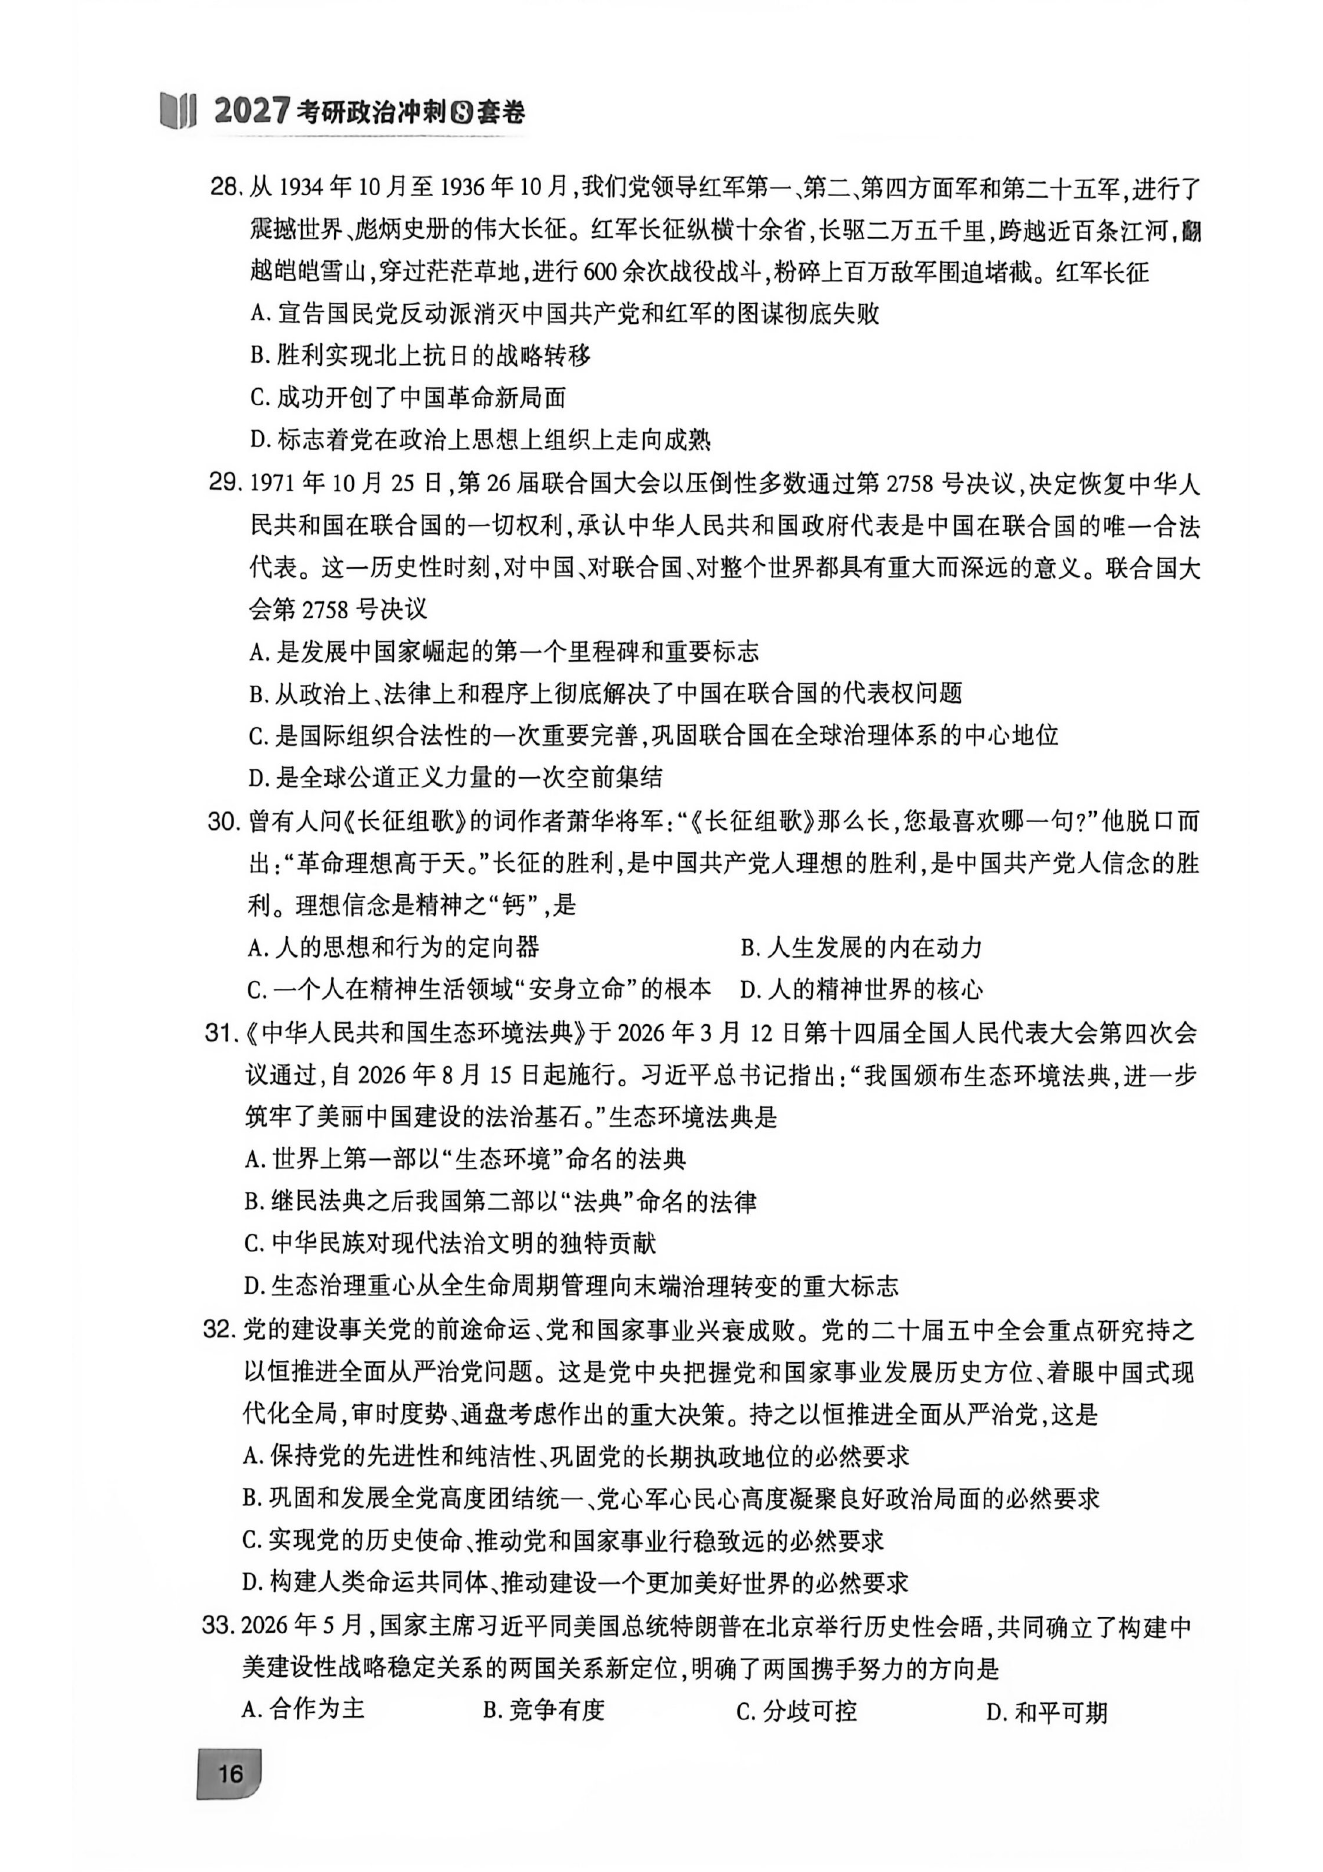 2027考研政治冲刺8套卷
28. 从 1934 年 10 月至 1936 年 10 月,我们党领导红军第一、第二、第四方面军和第二十五军,进行了
震撼世界、彪炳史册的伟大长征。红军长征纵横十余省,长驱二万五千里,跨越近百条江河,翻
越皑皑雪山,穿过茫茫草地,进行 600 余次战役战斗,粉碎上百万敌军围追堵截。红军长征
A. 宣告国民党反动派消灭中国共产党和红军的图谋彻底失败
B. 胜利实现北上抗日的战略转移
C. 成功开创了中国革命新局面
D. 标志着党在政治上思想上组织上走向成熟
29. 1971 年 10 月 25 日,第 26 届联合国大会以压倒性多数通过第 2758 号决议,决定恢复中华人
民共和国在联合国的一切权利,承认中华人民共和国政府代表是中国在联合国的唯一合法
代表。这一历史性时刻,对中国、对联合国、对整个世界都具有重大而深远的意义。联合国大
会第 2758 号决议
A. 是发展中国家崛起的第一个里程碑和重要标志
B. 从政治上、法律上和程序上彻底解决了中国在联合国的代表权问题
C. 是国际组织合法性的一次重要完善,巩固联合国在全球治理体系的中心地位
D. 是全球公道正义力量的一次空前集结
30. 曾有人问《长征组歌》的词作者萧华将军:“《长征组歌》那么长,您最喜欢哪一句?”他脱口而
出:“革命理想高于天。”长征的胜利,是中国共产党人理想的胜利,是中国共产党人信念的胜
利。理想信念是精神之“钙”,是
A. 人的思想和行为的定向器 B. 人生发展的内在动力
C. 一个人在精神生活领域“安身立命”的根本 D. 人的精神世界的核心
31.《中华人民共和国生态环境法典》于 2026 年 3 月 12 日第十四届全国人民代表大会第四次会
议通过,自 2026 年 8 月 15 日起施行。习近平总书记指出:“我国颁布生态环境法典,进一步
筑牢了美丽中国建设的法治基石。”生态环境法典是
A. 世界上第一部以“生态环境”命名的法典
B. 继民法典之后我国第二部以“法典”命名的法律
C. 中华民族对现代法治文明的独特贡献
D. 生态治理重心从全生命周期管理向末端治理转变的重大标志
32. 党的建设事关党的前途命运、党和国家事业兴衰成败。党的二十届五中全会重点研究持之
以恒推进全面从严治党问题。这是党中央把握党和国家事业发展历史方位、着眼中国式现
代化全局,审时度势、通盘考虑作出的重大决策。持之以恒推进全面从严治党,这是
A. 保持党的先进性和纯洁性、巩固党的长期执政地位的必然要求
B. 巩固和发展全党高度团结统一、党心军心民心高度凝聚良好政治局面的必然要求
C. 实现党的历史使命、推动党和国家事业行稳致远的必然要求
D. 构建人类命运共同体、推动建设一个更加美好世界的必然要求
33. 2026 年 5 月,国家主席习近平同美国总统特朗普在北京举行历史性会晤,共同确立了构建中
美建设性战略稳定关系的两国关系新定位,明确了两国携手努力的方向是
A. 合作为主 B. 竞争有度 C. 分歧可控 D. 和平可期
16